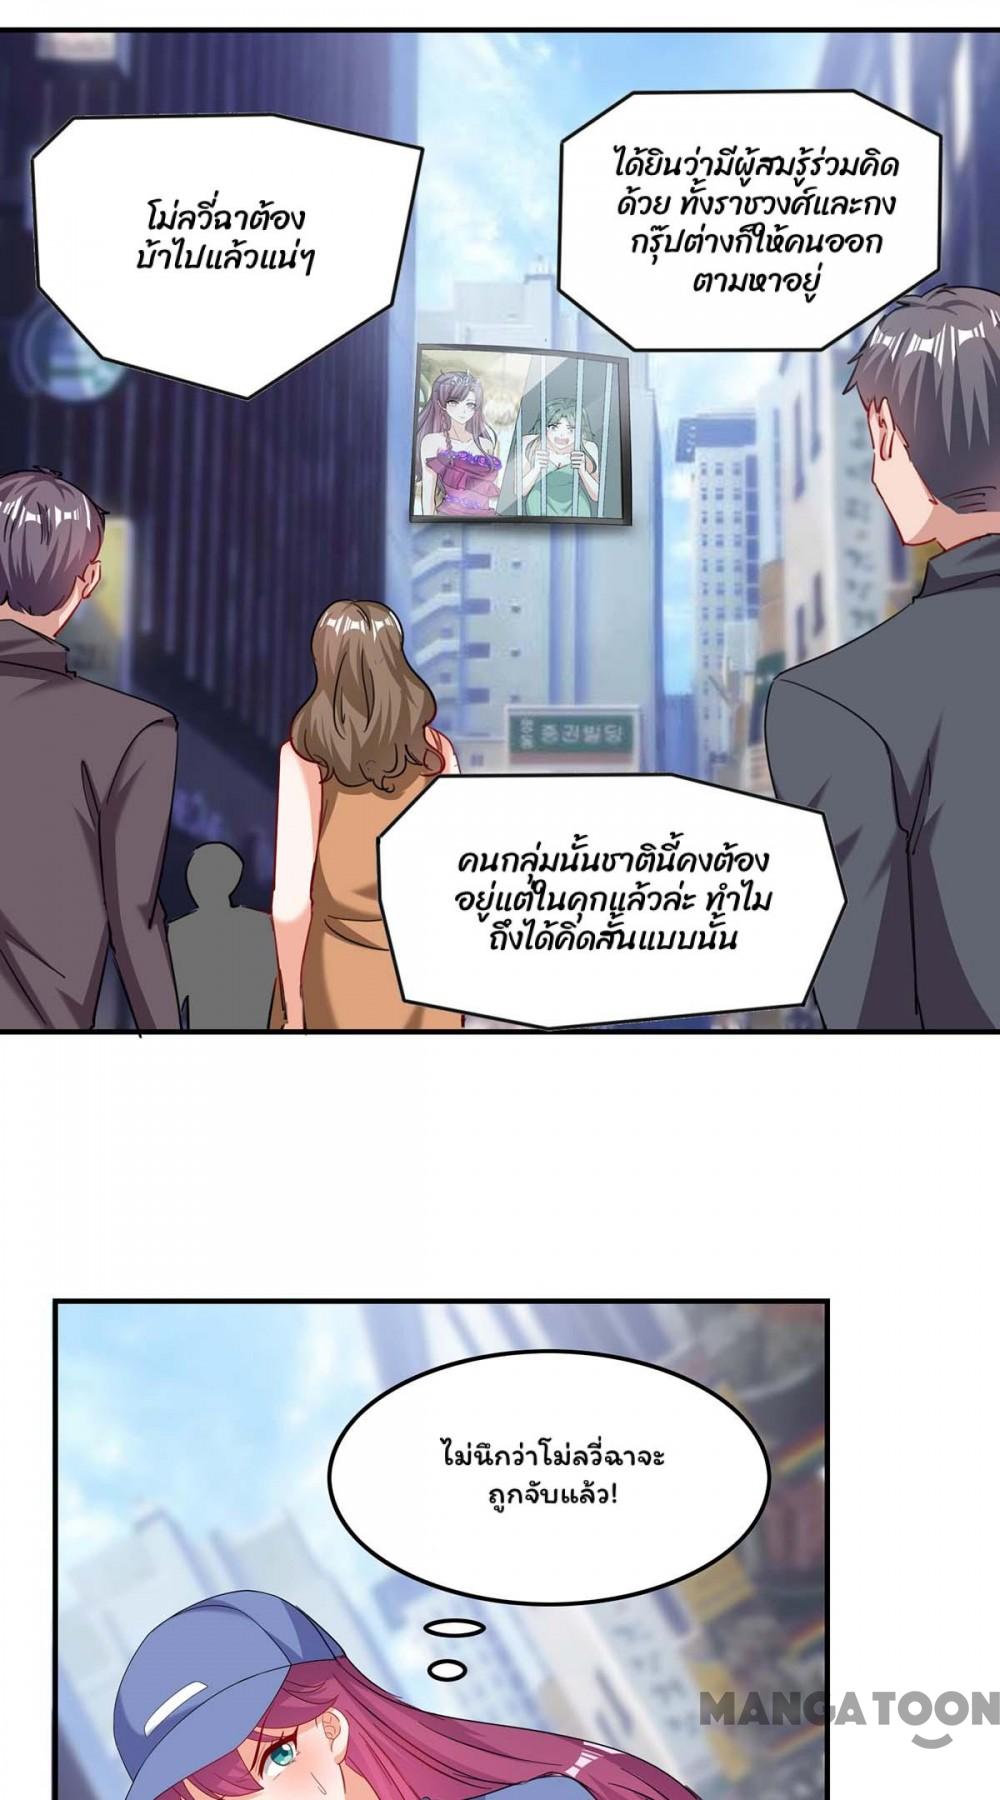 โม่ลวี่ฉาต้อง
บ้าไปแล้วแน่ๆ
ได้ยินว่ามีผู้สมรู้ร่วมคิด
ด้วย ทั้งราชวงศ์และกง
กรุ๊ปต่างก็ให้คนออก
ตามหาอยู่
증권빌딩
คนกลุ่มนั้นชาตินี้คงต้อง
อยู่แต่ในคุกแล้วล่ะ ทำไม
ถึงได้คิดสั้นแบบนั้น
ไม่นึกว่าโม่ลวี่ฉาจะ
ถูกจับแล้ว!
MANGATOON